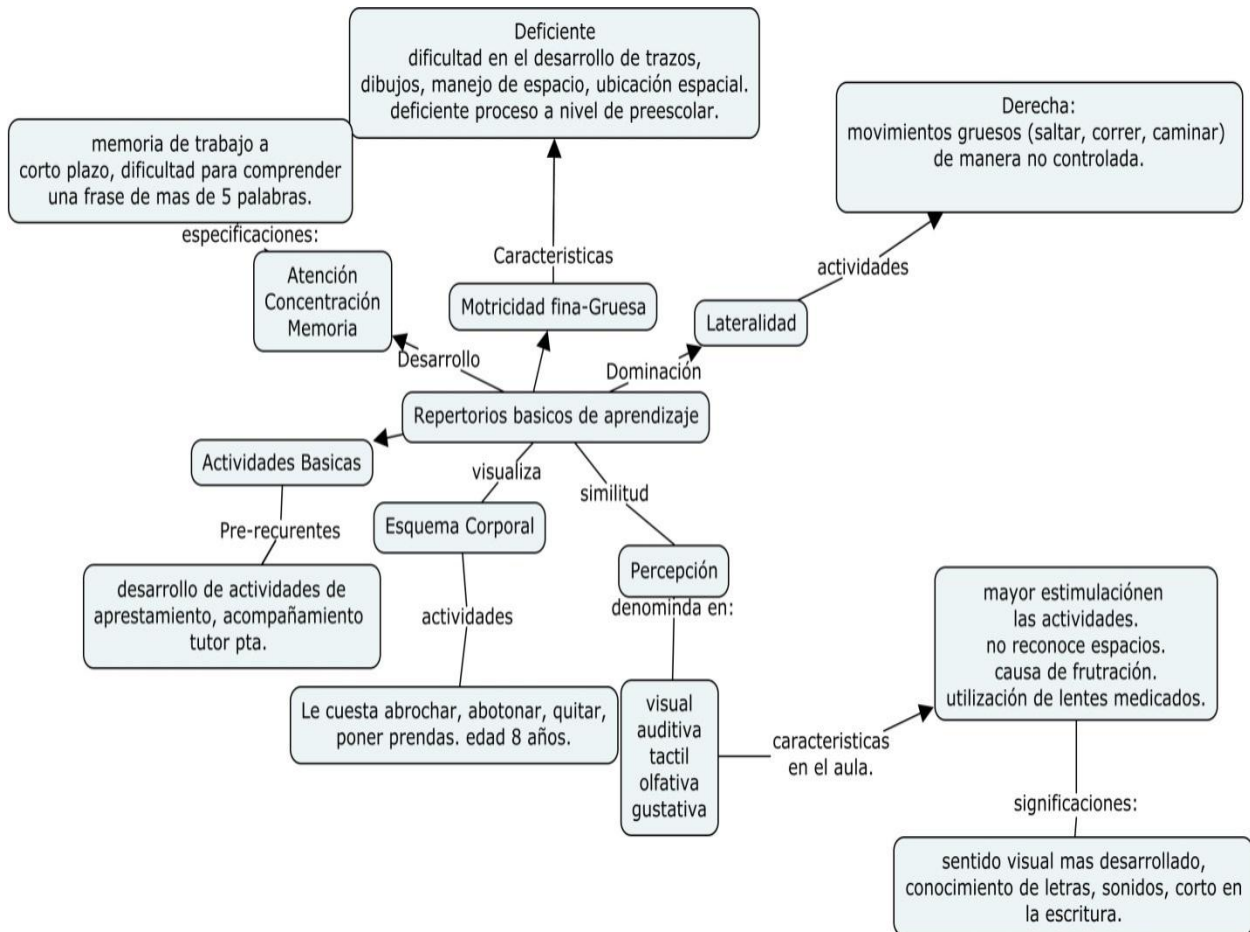 Deficiente
dificultad en el desarrollo de trazos,
dibujos, manejo de espacio, ubicación espacial.
deficiente proceso a nivel de preescolar.
Derecha:
movimientos gruesos (saltar, correr, caminar)
de manera no controlada.
memoria de trabajo a
corto plazo, dificultad para comprender
una frase de mas de 5 palabras.
especificaciones:
Atención
Concentración
Memoria
Caracteristicas
Motricidad fina-Gruesa
actividades
Lateralidad
Desarrollo
Dominación
Repertorios basicos de aprendizaje
Actividades Basicas
visualiza
similitud
Pre-recurentes
Esquema Corporal
Percepción
desarrollo de actividades de
aprestamiento, acompañamiento
tutor pta.
actividades
denominda en:
mayor estimulaciónen
las actividades.
no reconoce espacios.
causa de frutración.
utilización de lentes medicados.
Le cuesta abrochar, abotonar, quitar,
poner prendas. edad 8 años.
visual
auditiva
tactil
olfativa
gustativa
caracteristicas
en el aula.
significaciones:
sentido visual mas desarrollado,
conocimiento de letras, sonidos, corto en
la escritura.